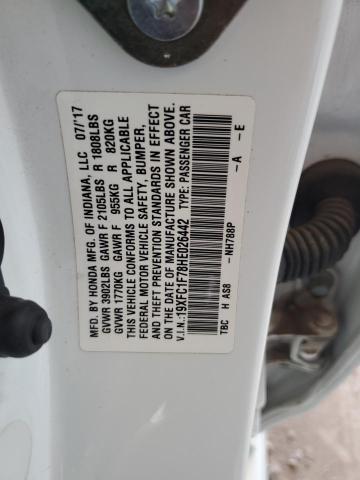 MFD. BY HONDA MFG. OF INDIANA, LLC 07/'17
GVWR 3902LBS GAWR F 2105LBS R 1808LBS
GVWR 1770KG GAWR F 955KG R 820KG
THIS VEHICLE CONFORMS TO ALL APPLICABLE
FEDERAL MOTOR VEHICLE SAFETY, BUMPER,
AND THEFT PREVENTION STANDARDS IN EFFECT
ON THE DATE OF MANUFACTURE SHOWN ABOVE.
V.I.N.:19XFC1F78HE026442 TYPE: PASSENGER CAR
TBC H AS8 -NH788P -A -E